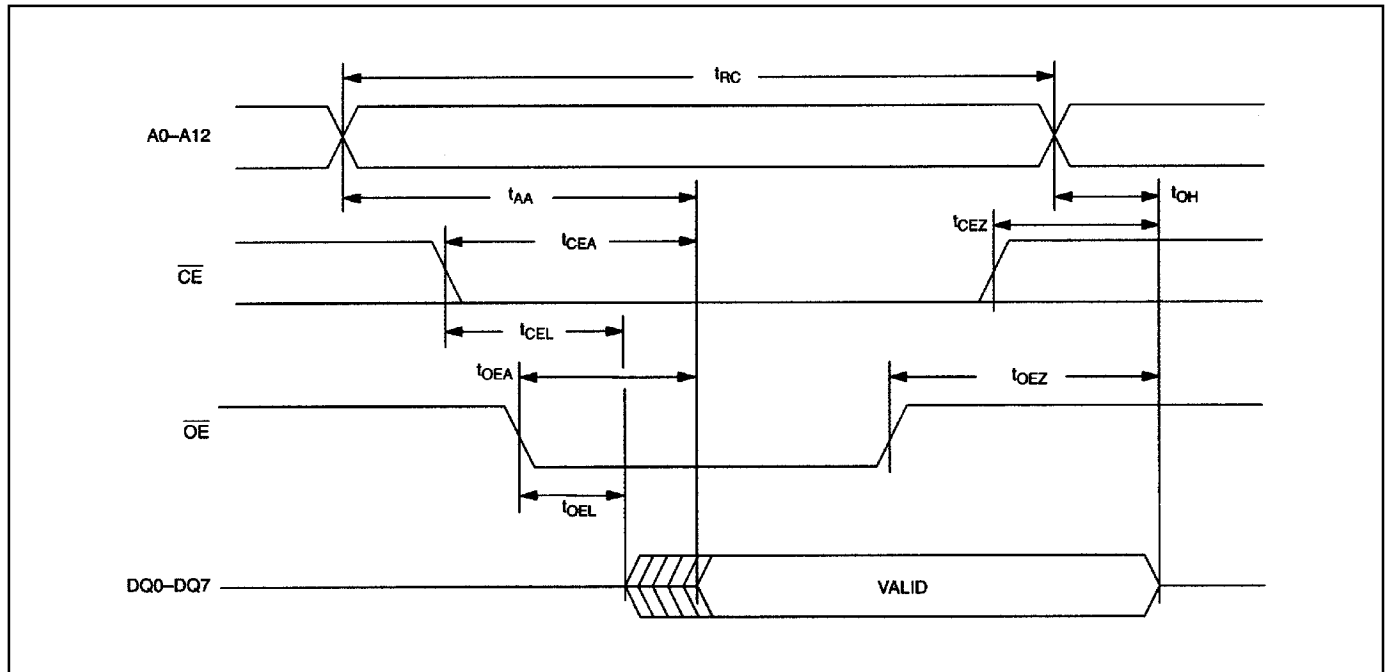 tRC
A0–A12
tAA
tOH
tCEZ
tCEA
CE
tCEL
tOEA
tOEZ
OE
tOEL
DQ0–DQ7
VALID